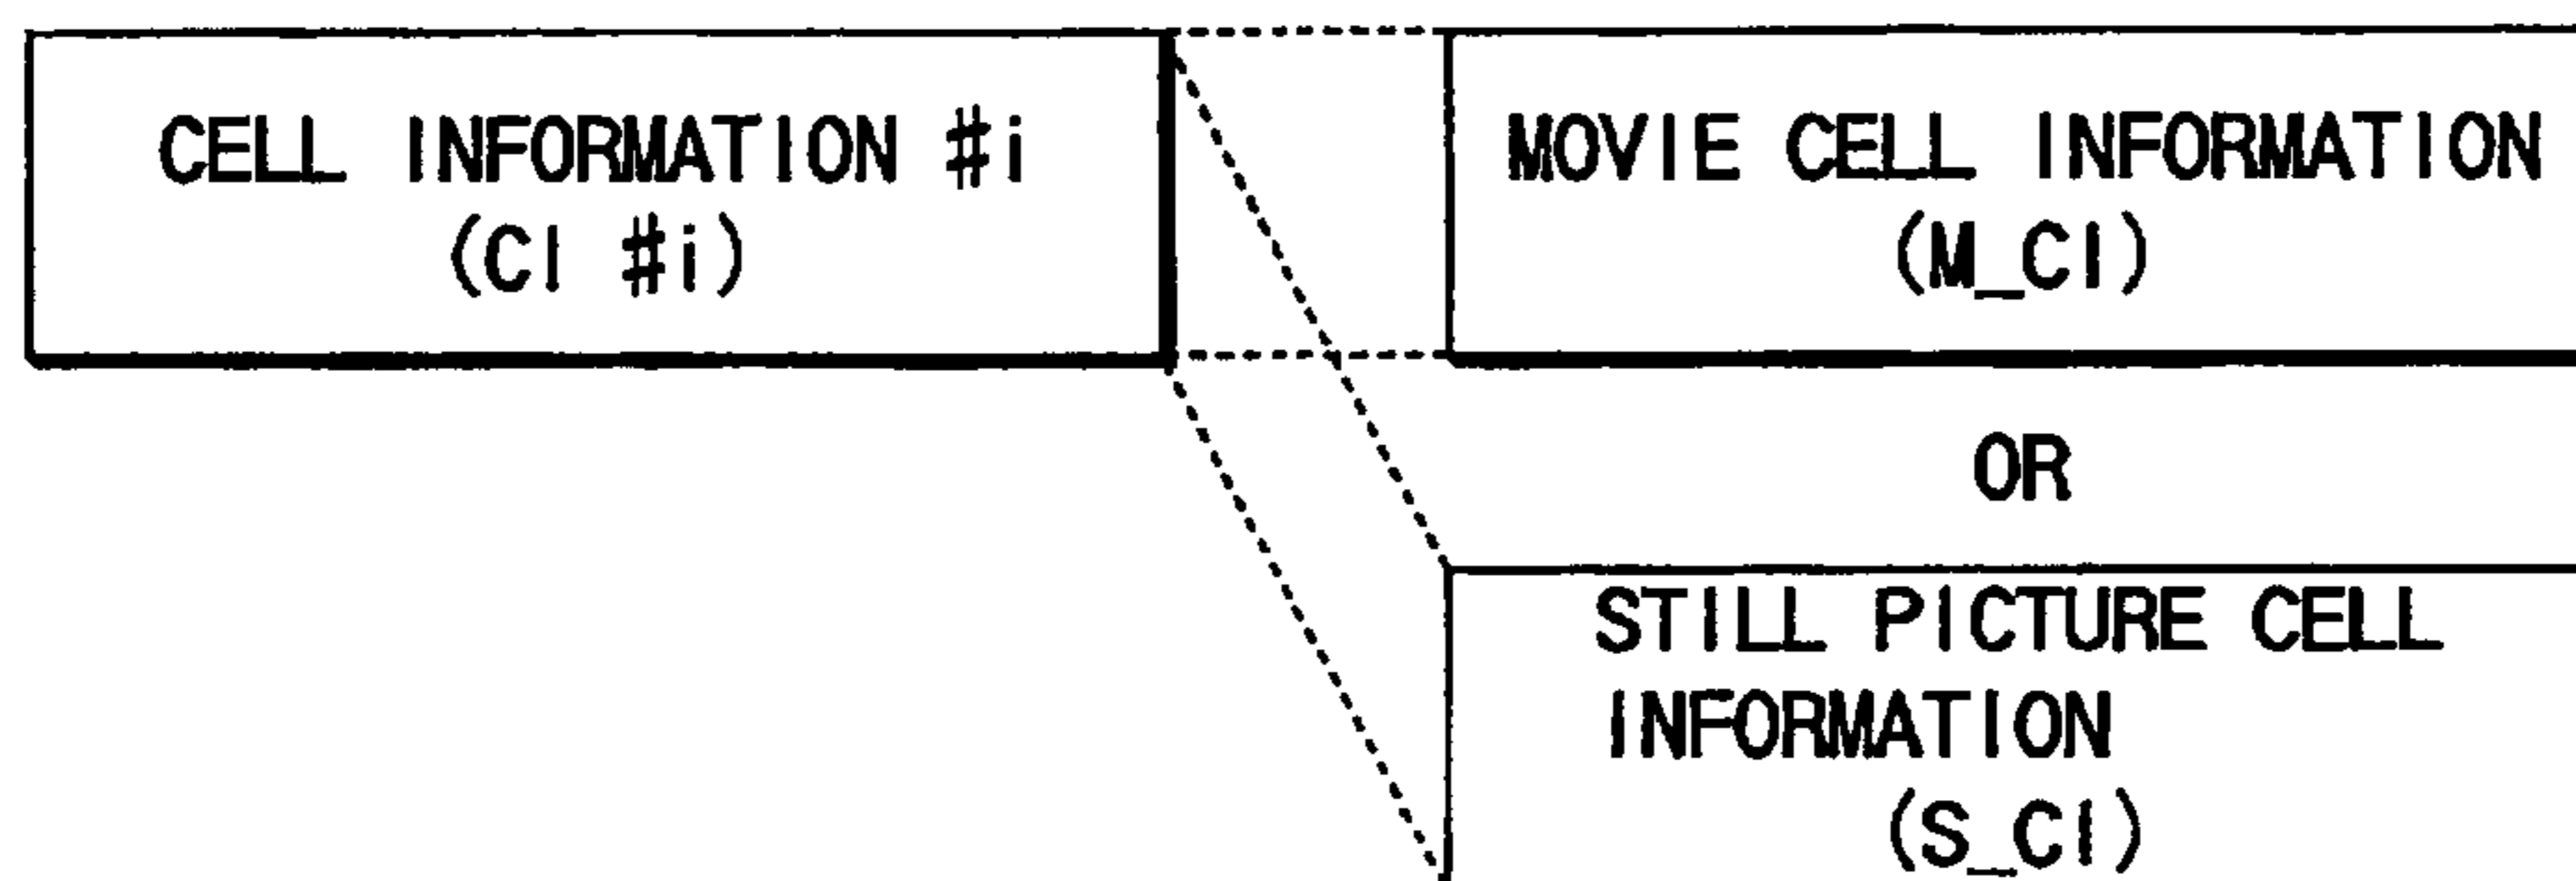 CELL INFORMATION #i
(CI #i)
MOVIE CELL INFORMATION
(M_CI)
OR
STILL PICTURE CELL
INFORMATION
(S_CI)